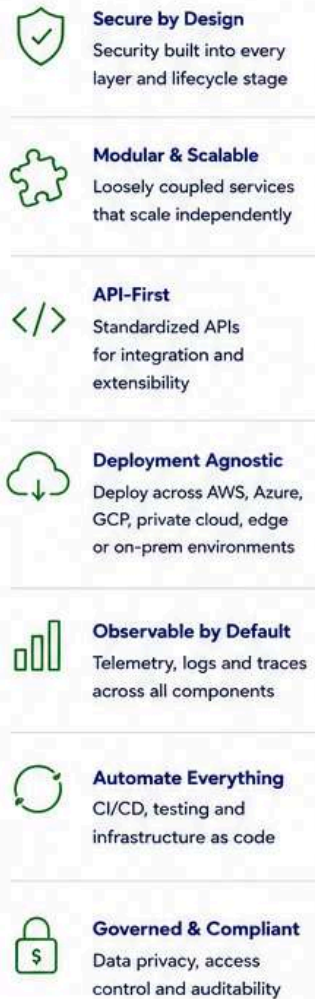 Secure by Design
Security built into every
layer and lifecycle stage
Modular & Scalable
Loosely coupled services
that scale independently
</>
API-First
Standardized APIs
for integration and
extensibility
Deployment Agnostic
Deploy across AWS, Azure,
GCP, private cloud, edge
or on-prem environments
Observable by Default
Telemetry, logs and traces
across all components
Automate Everything
CI/CD, testing and
infrastructure as code
$
Governed & Compliant
Data privacy, access
control and auditability